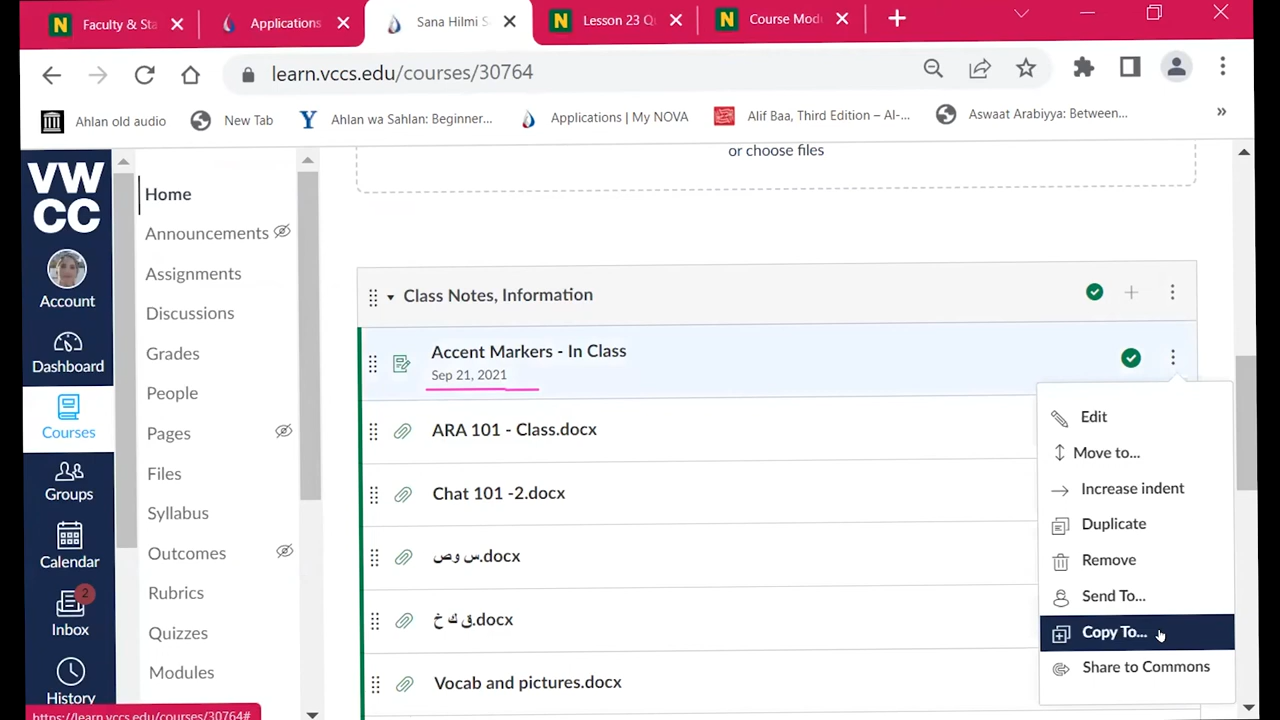 Faculty & Sta
Applications
Sana Hilmi S
Lesson 23 Q
Course Mod
learn.vccs.edu/courses/30764
Ahlan old audio
New Tab
Ahlan wa Sahlan: Beginner...
Applications | My NOVA
Alif Baa, Third Edition – Al-...
Aswaat Arabiyya: Between...
»
VW
CC
Account
Dashboard
Courses
Groups
Calendar
2
Inbox
History
Home
Announcements
Assignments
Discussions
Grades
People
Pages
Files
Syllabus
Outcomes
Rubrics
Quizzes
Modules
or choose files
Class Notes, Information
Accent Markers - In Class
Sep 21, 2021
ARA 101 - Class.docx
Chat 101 -2.docx
س وص.docx
ق ك خ.docx
Vocab and pictures.docx
Edit
Move to...
Increase indent
Duplicate
Remove
Send To...
Copy To...
Share to Commons
https://learn.vccs.edu/courses/30764#